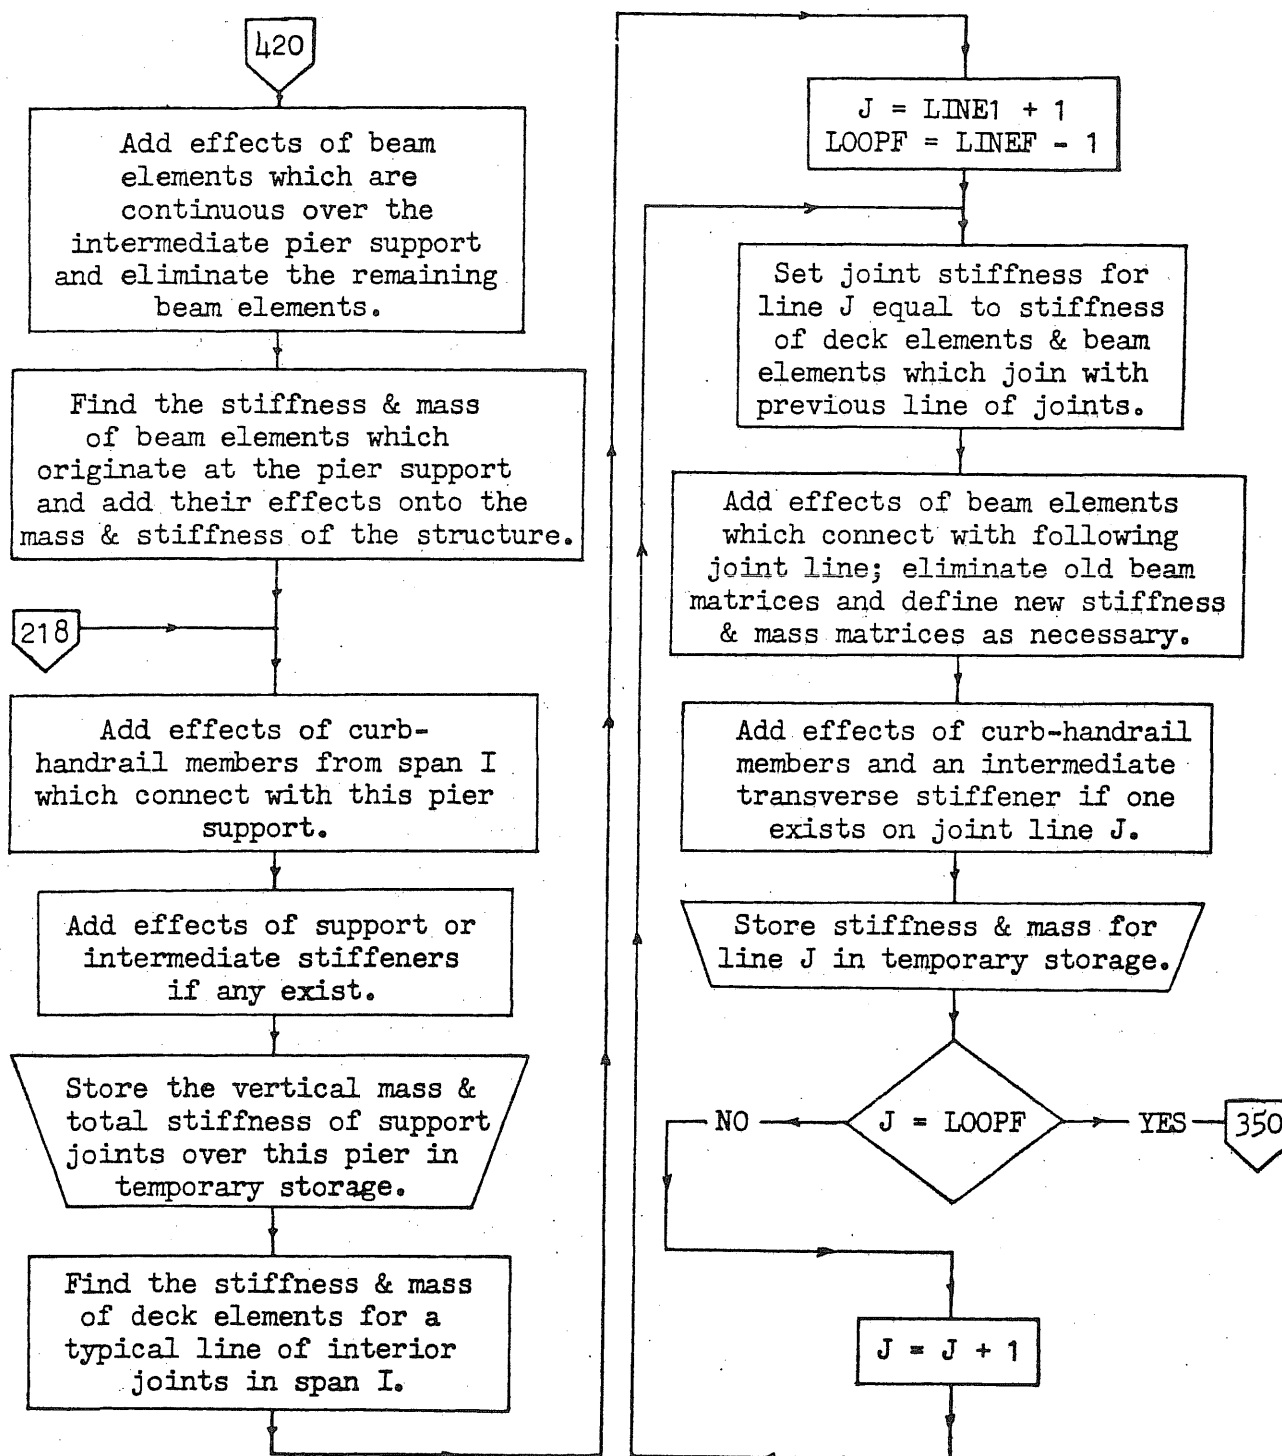 420
Add effects of beam
elements which are
continuous over the
intermediate pier support
and eliminate the remaining
beam elements.
Find the stiffness & mass
of beam elements which
originate at the pier support
and add their effects onto the
mass & stiffness of the structure.
218
Add effects of curb-
handrail members from span I
which connect with this pier
support.
Add effects of support or
intermediate stiffeners
if any exist.
Store the vertical mass &
total stiffness of support
joints over this pier in
temporary storage.
Find the stiffness & mass
of deck elements for a
typical line of interior
joints in span I.
J = LINE1 + 1
LOOPF = LINEF - 1
Set joint stiffness for
line J equal to stiffness
of deck elements & beam
elements which join with
previous line of joints.
Add effects of beam elements
which connect with following
joint line; eliminate old beam
matrices and define new stiffness
& mass matrices as necessary.
Add effects of curb-handrail
members and an intermediate
transverse stiffener if one
exists on joint line J.
Store stiffness & mass for
line J in temporary storage.
NO
J = LOOPF
YES
350
J = J + 1